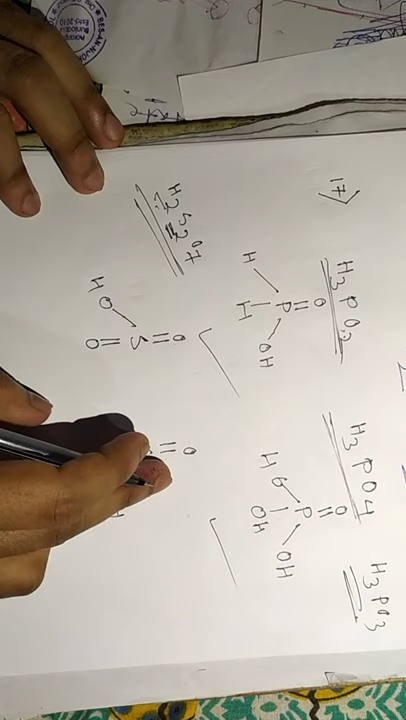 17
H3PO2 H3PO4 H3PO3
O O
H P OH HO P OH
H OH
H2S2O7
O O
HO S
O